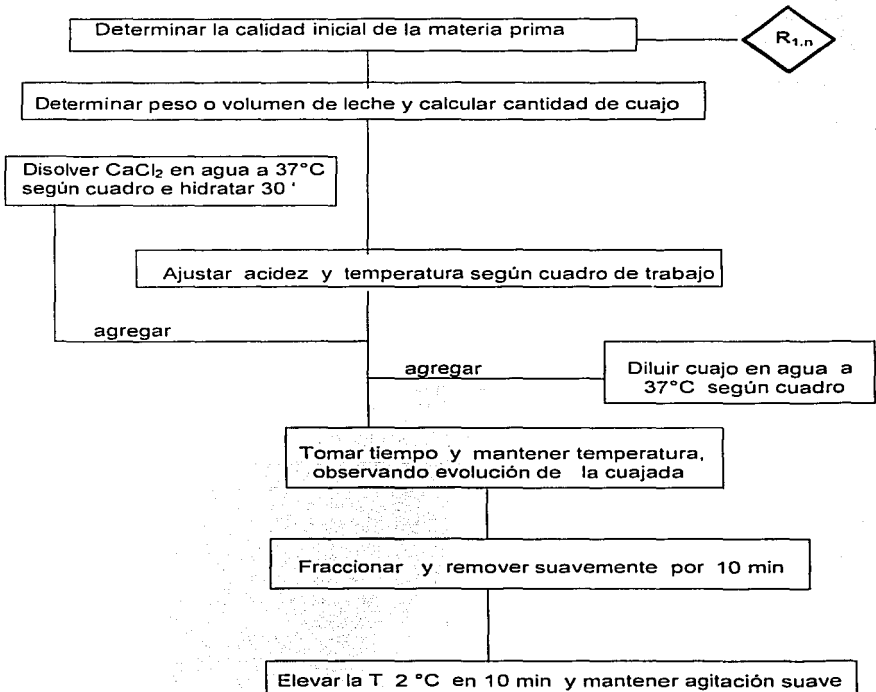 Determinar la calidad inicial de la materia prima
R1,n
Determinar peso o volumen de leche y calcular cantidad de cuajo
Disolver CaCl₂ en agua a 37°C
según cuadro e hidratar 30 '
Ajustar acidez y temperatura según cuadro de trabajo
agregar
agregar
Diluir cuajo en agua a
37°C según cuadro
Tomar tiempo y mantener temperatura,
observando evolución de la cuajada
Fraccionar y remover suavemente por 10 min
Elevar la T 2 °C en 10 min y mantener agitación suave